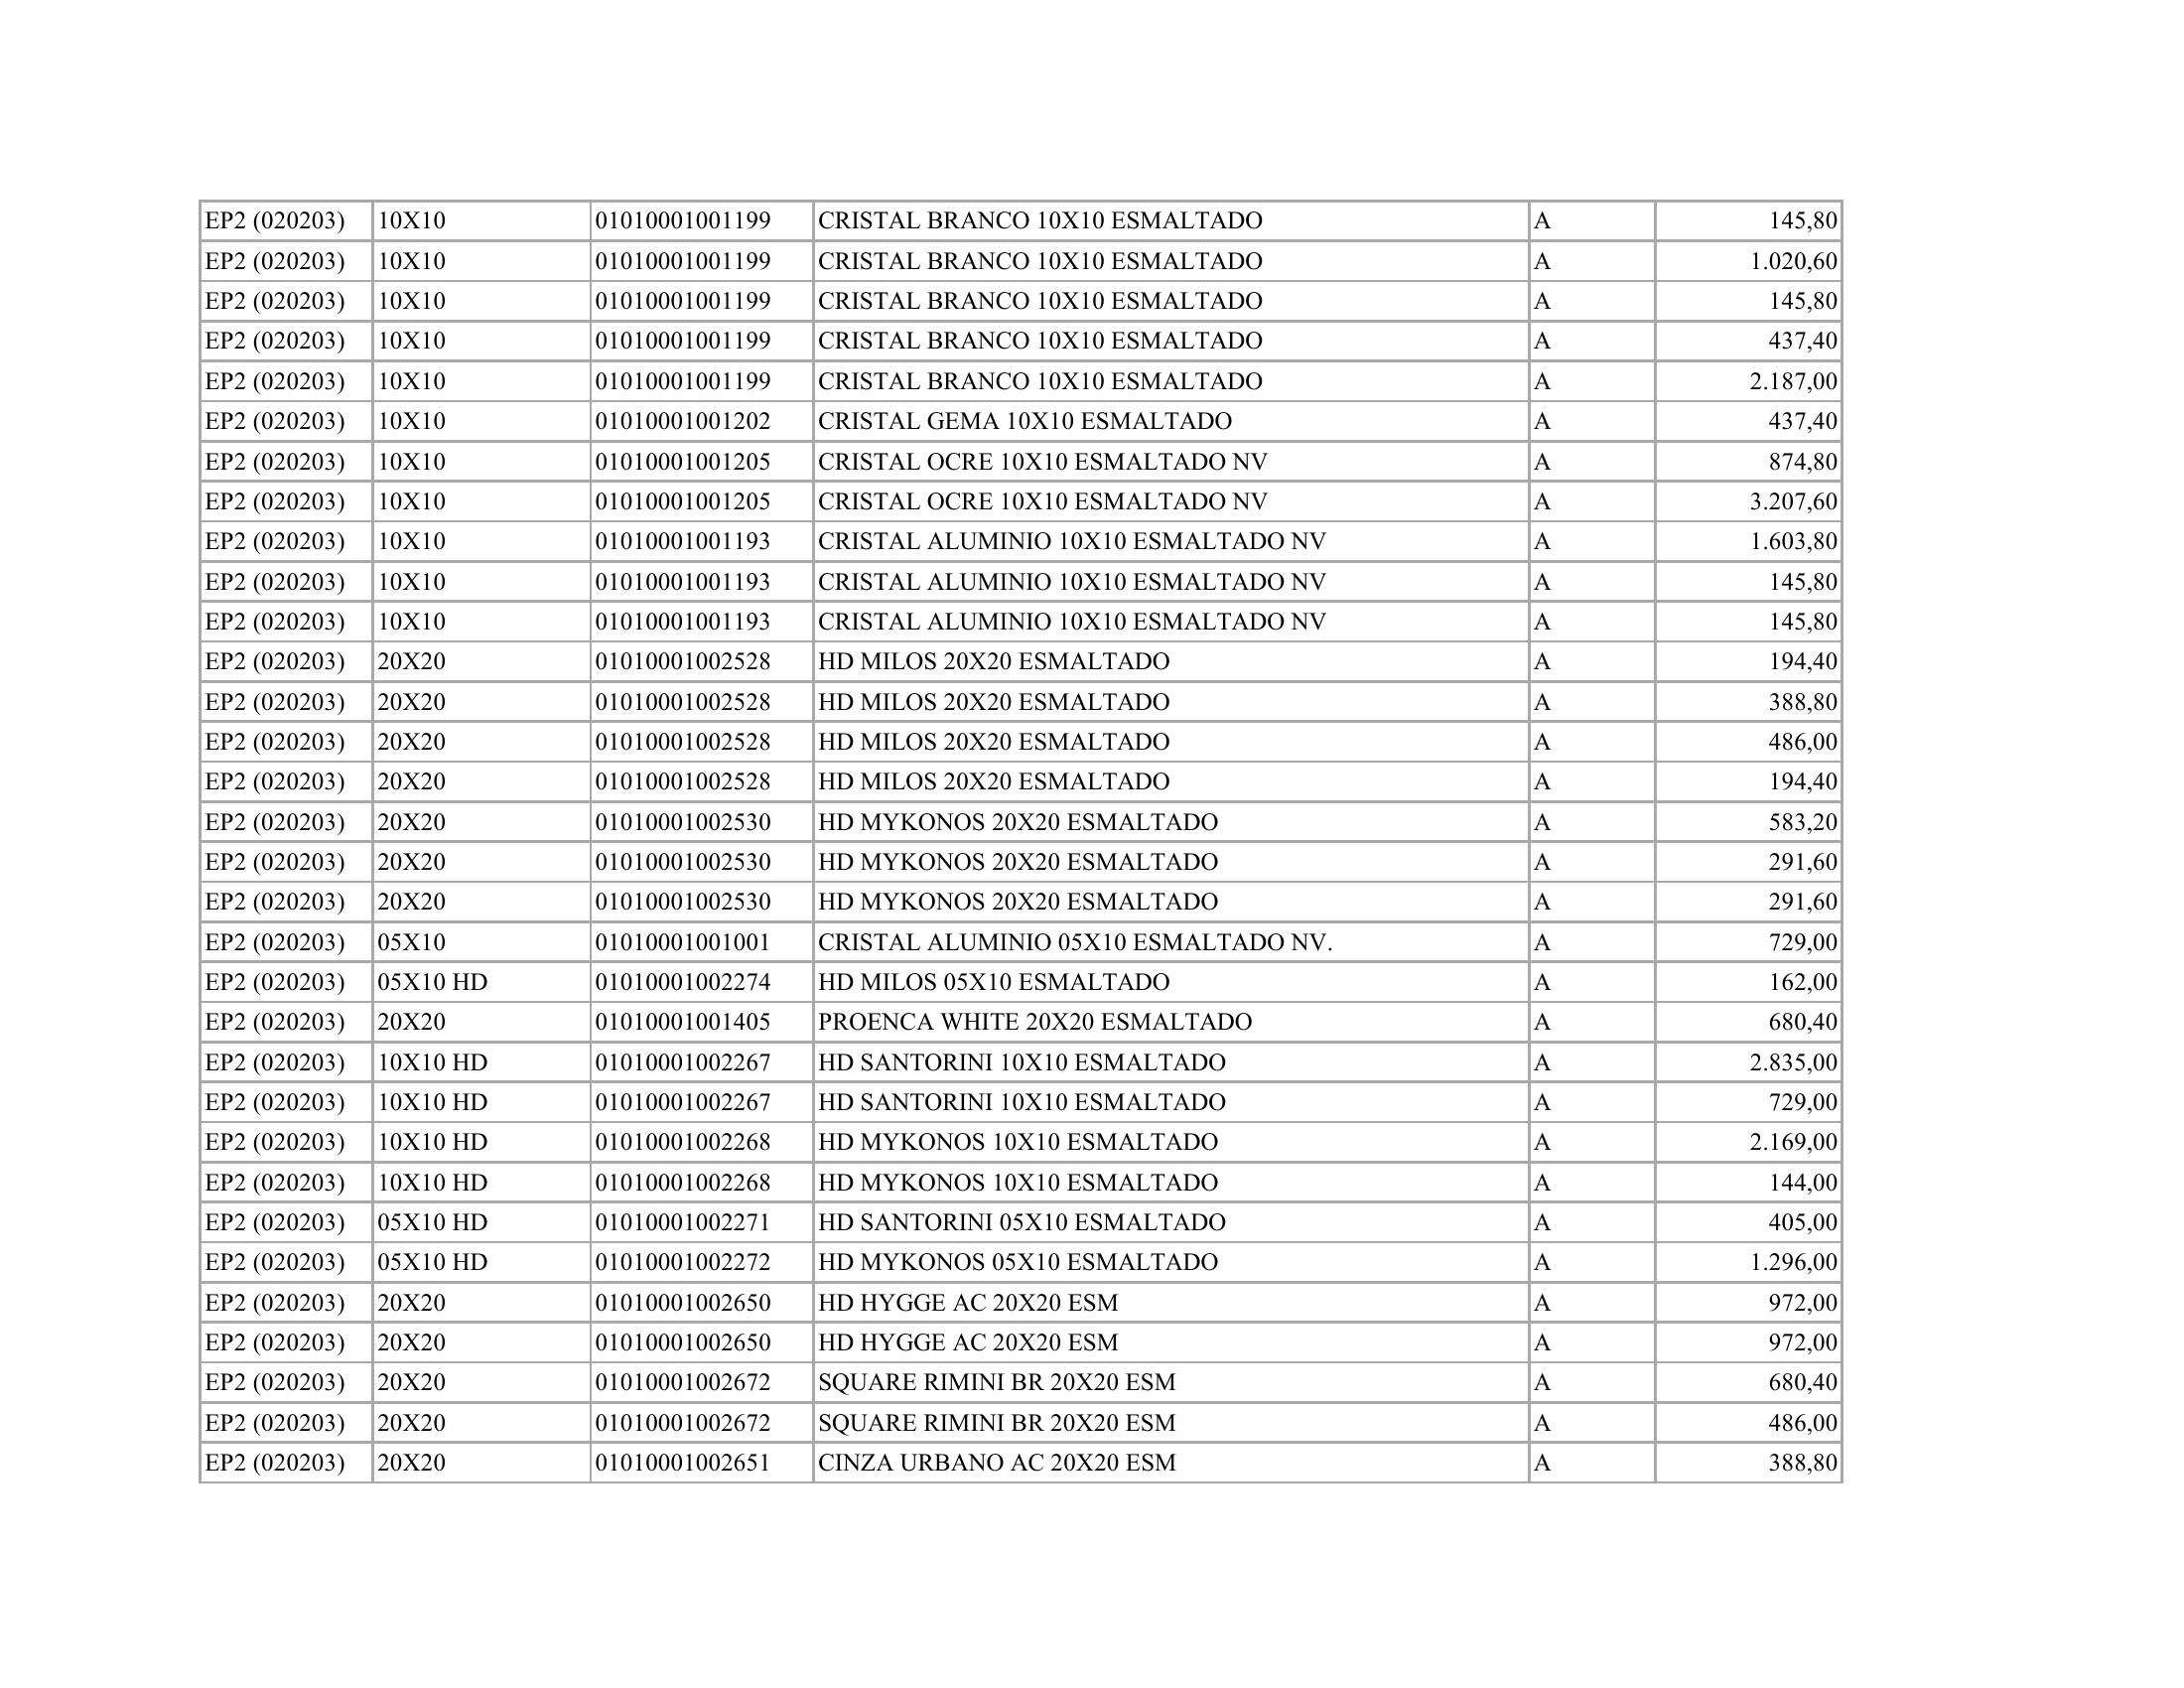 EP2 (020203) 10X10 01010001001199 CRISTAL BRANCO 10X10 ESMALTADO A 145,80
EP2 (020203) 10X10 01010001001199 CRISTAL BRANCO 10X10 ESMALTADO A 1.020,60
EP2 (020203) 10X10 01010001001199 CRISTAL BRANCO 10X10 ESMALTADO A 145,80
EP2 (020203) 10X10 01010001001199 CRISTAL BRANCO 10X10 ESMALTADO A 437,40
EP2 (020203) 10X10 01010001001199 CRISTAL BRANCO 10X10 ESMALTADO A 2.187,00
EP2 (020203) 10X10 01010001001202 CRISTAL GEMA 10X10 ESMALTADO A 437,40
EP2 (020203) 10X10 01010001001205 CRISTAL OCRE 10X10 ESMALTADO NV A 874,80
EP2 (020203) 10X10 01010001001205 CRISTAL OCRE 10X10 ESMALTADO NV A 3.207,60
EP2 (020203) 10X10 01010001001193 CRISTAL ALUMINIO 10X10 ESMALTADO NV A 1.603,80
EP2 (020203) 10X10 01010001001193 CRISTAL ALUMINIO 10X10 ESMALTADO NV A 145,80
EP2 (020203) 10X10 01010001001193 CRISTAL ALUMINIO 10X10 ESMALTADO NV A 145,80
EP2 (020203) 20X20 01010001002528 HD MILOS 20X20 ESMALTADO A 194,40
EP2 (020203) 20X20 01010001002528 HD MILOS 20X20 ESMALTADO A 388,80
EP2 (020203) 20X20 01010001002528 HD MILOS 20X20 ESMALTADO A 486,00
EP2 (020203) 20X20 01010001002528 HD MILOS 20X20 ESMALTADO A 194,40
EP2 (020203) 20X20 01010001002530 HD MYKONOS 20X20 ESMALTADO A 583,20
EP2 (020203) 20X20 01010001002530 HD MYKONOS 20X20 ESMALTADO A 291,60
EP2 (020203) 20X20 01010001002530 HD MYKONOS 20X20 ESMALTADO A 291,60
EP2 (020203) 05X10 01010001001001 CRISTAL ALUMINIO 05X10 ESMALTADO NV. A 729,00
EP2 (020203) 05X10 HD 01010001002274 HD MILOS 05X10 ESMALTADO A 162,00
EP2 (020203) 20X20 01010001001405 PROENCA WHITE 20X20 ESMALTADO A 680,40
EP2 (020203) 10X10 HD 01010001002267 HD SANTORINI 10X10 ESMALTADO A 2.835,00
EP2 (020203) 10X10 HD 01010001002267 HD SANTORINI 10X10 ESMALTADO A 729,00
EP2 (020203) 10X10 HD 01010001002268 HD MYKONOS 10X10 ESMALTADO A 2.169,00
EP2 (020203) 10X10 HD 01010001002268 HD MYKONOS 10X10 ESMALTADO A 144,00
EP2 (020203) 05X10 HD 01010001002271 HD SANTORINI 05X10 ESMALTADO A 405,00
EP2 (020203) 05X10 HD 01010001002272 HD MYKONOS 05X10 ESMALTADO A 1.296,00
EP2 (020203) 20X20 01010001002650 HD HYGGE AC 20X20 ESM A 972,00
EP2 (020203) 20X20 01010001002650 HD HYGGE AC 20X20 ESM A 972,00
EP2 (020203) 20X20 01010001002672 SQUARE RIMINI BR 20X20 ESM A 680,40
EP2 (020203) 20X20 01010001002672 SQUARE RIMINI BR 20X20 ESM A 486,00
EP2 (020203) 20X20 01010001002651 CINZA URBANO AC 20X20 ESM A 388,80